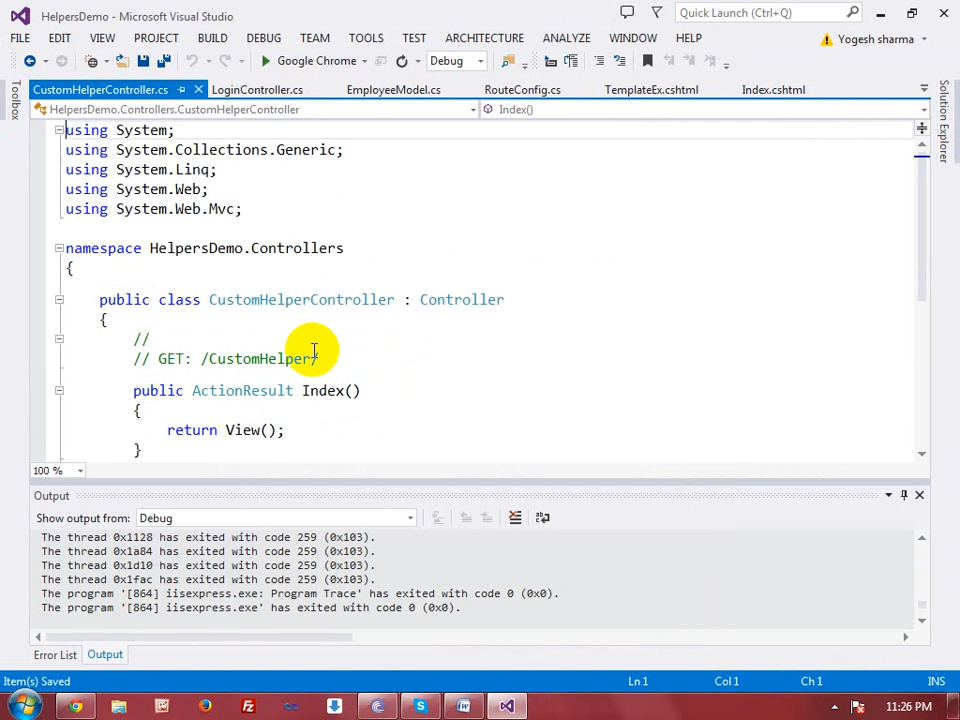 HelpersDemo - Microsoft Visual Studio
Quick Launch (Ctrl+Q)
FILE EDIT VIEW PROJECT BUILD DEBUG TEAM TOOLS TEST ARCHITECTURE ANALYZE WINDOW HELP
Yogesh sharma
Google Chrome
Debug
Toolbox
CustomHelperController.cs
LoginController.cs
EmployeeModel.cs
RouteConfig.cs
TemplateEx.cshtml
Index.cshtml
Solution Explorer
HelpersDemo.Controllers.CustomHelperController
Index()
using System;
using System.Collections.Generic;
using System.Linq;
using System.Web;
using System.Web.Mvc;
namespace HelpersDemo.Controllers
{
public class CustomHelperController : Controller
{
//
// GET: /CustomHelper/
public ActionResult Index()
{
return View();
}
100 %
Output
Show output from: Debug
The thread 0x1128 has exited with code 259 (0x103).
The thread 0x1a84 has exited with code 259 (0x103).
The thread 0x1d10 has exited with code 259 (0x103).
The thread 0x1fac has exited with code 259 (0x103).
The program '[864] iisexpress.exe: Program Trace' has exited with code 0 (0x0).
The program '[864] iisexpress.exe' has exited with code 0 (0x0).
Error List Output
Item(s) Saved
Ln 1
Col 1
Ch 1
INS
11:26 PM